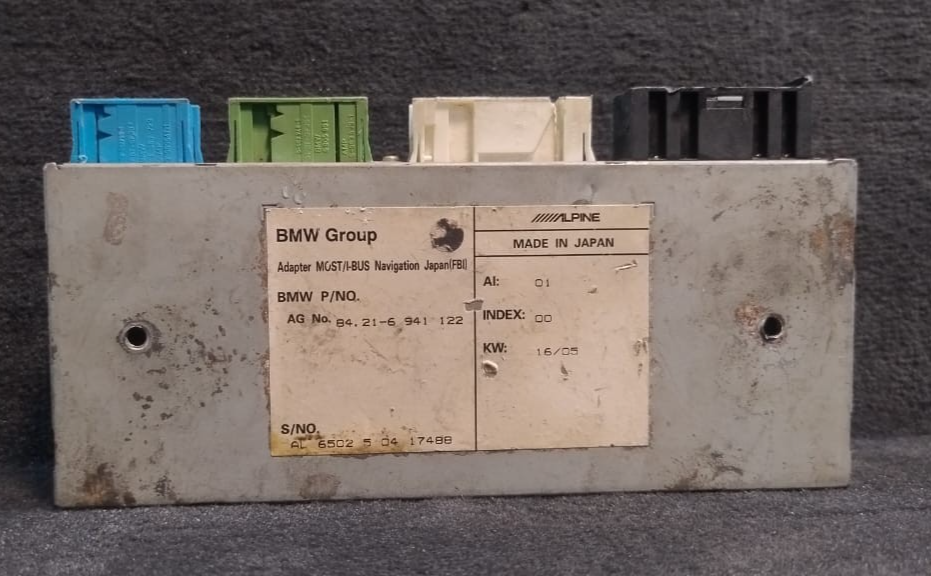 BMW Group
Adapter MOST/I-BUS Navigation Japan(FBI)
BMW P/NO.
AG No. 84.21-6 941 122
S/NO.
AL 6502 5 04 17488
ALPINE
MADE IN JAPAN
AI: 01
INDEX: 00
KW: 16/05